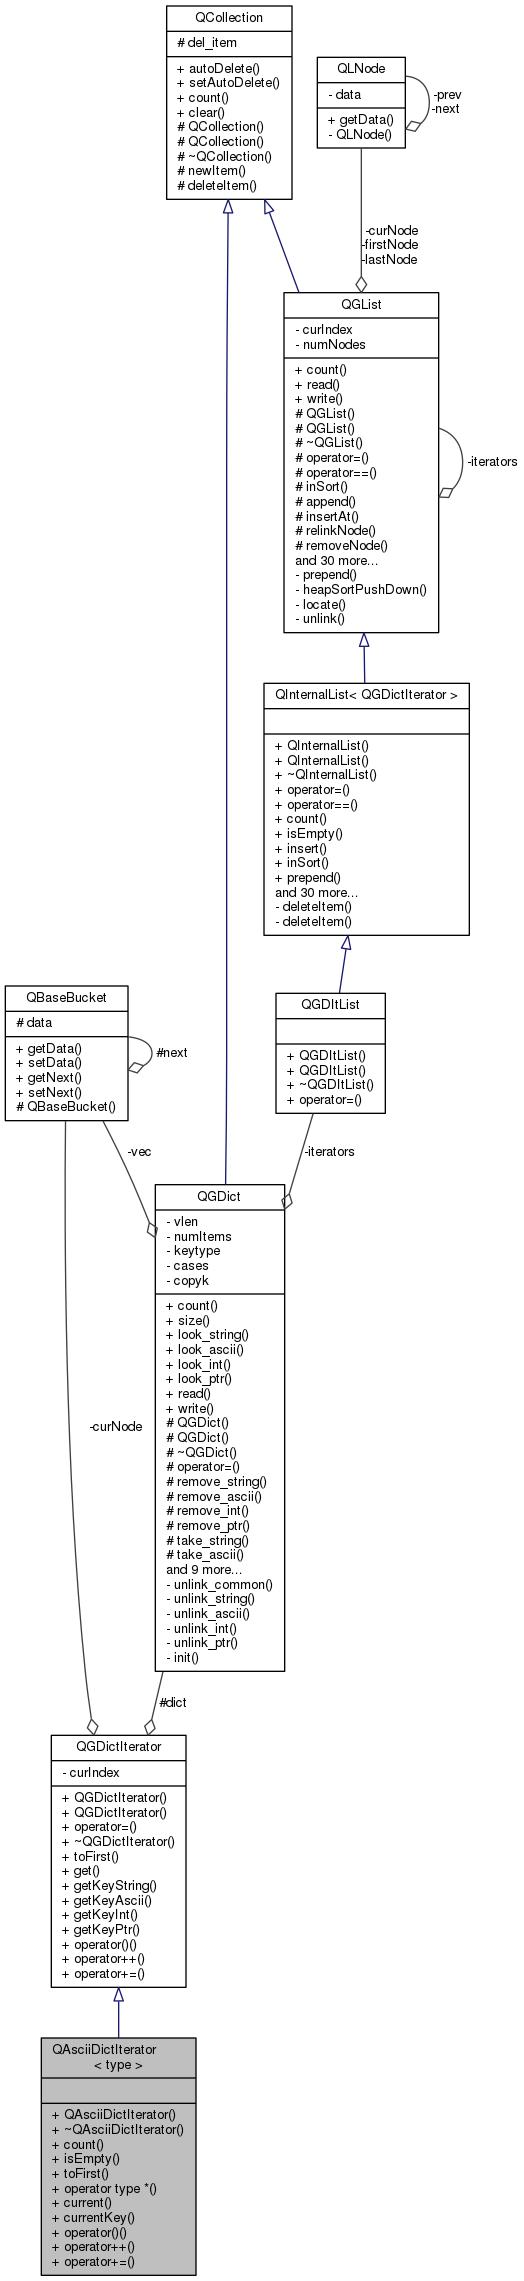 QCollection
# del_item
+ autoDelete()
+ setAutoDelete()
+ count()
+ clear()
# QCollection()
# QCollection()
# ~QCollection()
# newItem()
# deleteItem()
QLNode
- data
+ getData()
- QLNode()
-prev
-next
-curNode
-firstNode
-lastNode
QGList
- curIndex
- numNodes
+ count()
+ read()
+ write()
# QGList()
# QGList()
# ~QGList()
# operator=()
# operator==()
# inSort()
# append()
# insertAt()
# relinkNode()
# removeNode()
and 30 more...
- prepend()
- heapSortPushDown()
- locate()
- unlink()
-iterators
QInternalList< QGDictIterator >
+ QInternalList()
+ QInternalList()
+ ~QInternalList()
+ operator=()
+ operator==()
+ count()
+ isEmpty()
+ insert()
+ inSort()
+ prepend()
and 30 more...
- deleteItem()
- deleteItem()
QBaseBucket
# data
+ getData()
+ setData()
+ getNext()
+ setNext()
# QBaseBucket()
#next
QGDItList
+ QGDItList()
+ QGDItList()
+ ~QGDItList()
+ operator=()
-vec
-iterators
QGDict
- vlen
- numItems
- keytype
- cases
- copyk
+ count()
+ size()
+ look_string()
+ look_ascii()
+ look_int()
+ look_ptr()
+ read()
+ write()
# QGDict()
# QGDict()
# ~QGDict()
# operator=()
# remove_string()
# remove_ascii()
# remove_int()
# remove_ptr()
# take_string()
# take_ascii()
and 9 more...
- unlink_common()
- unlink_string()
- unlink_ascii()
- unlink_int()
- unlink_ptr()
- init()
-curNode
#dict
QGDictIterator
- curIndex
+ QGDictIterator()
+ QGDictIterator()
+ operator=()
+ ~QGDictIterator()
+ toFirst()
+ get()
+ getKeyString()
+ getKeyAscii()
+ getKeyInt()
+ getKeyPtr()
+ operator()()
+ operator++()
+ operator+=()
QAsciiDictIterator
< type >
+ QAsciiDictIterator()
+ ~QAsciiDictIterator()
+ count()
+ isEmpty()
+ toFirst()
+ operator type *()
+ current()
+ currentKey()
+ operator()()
+ operator++()
+ operator+=()